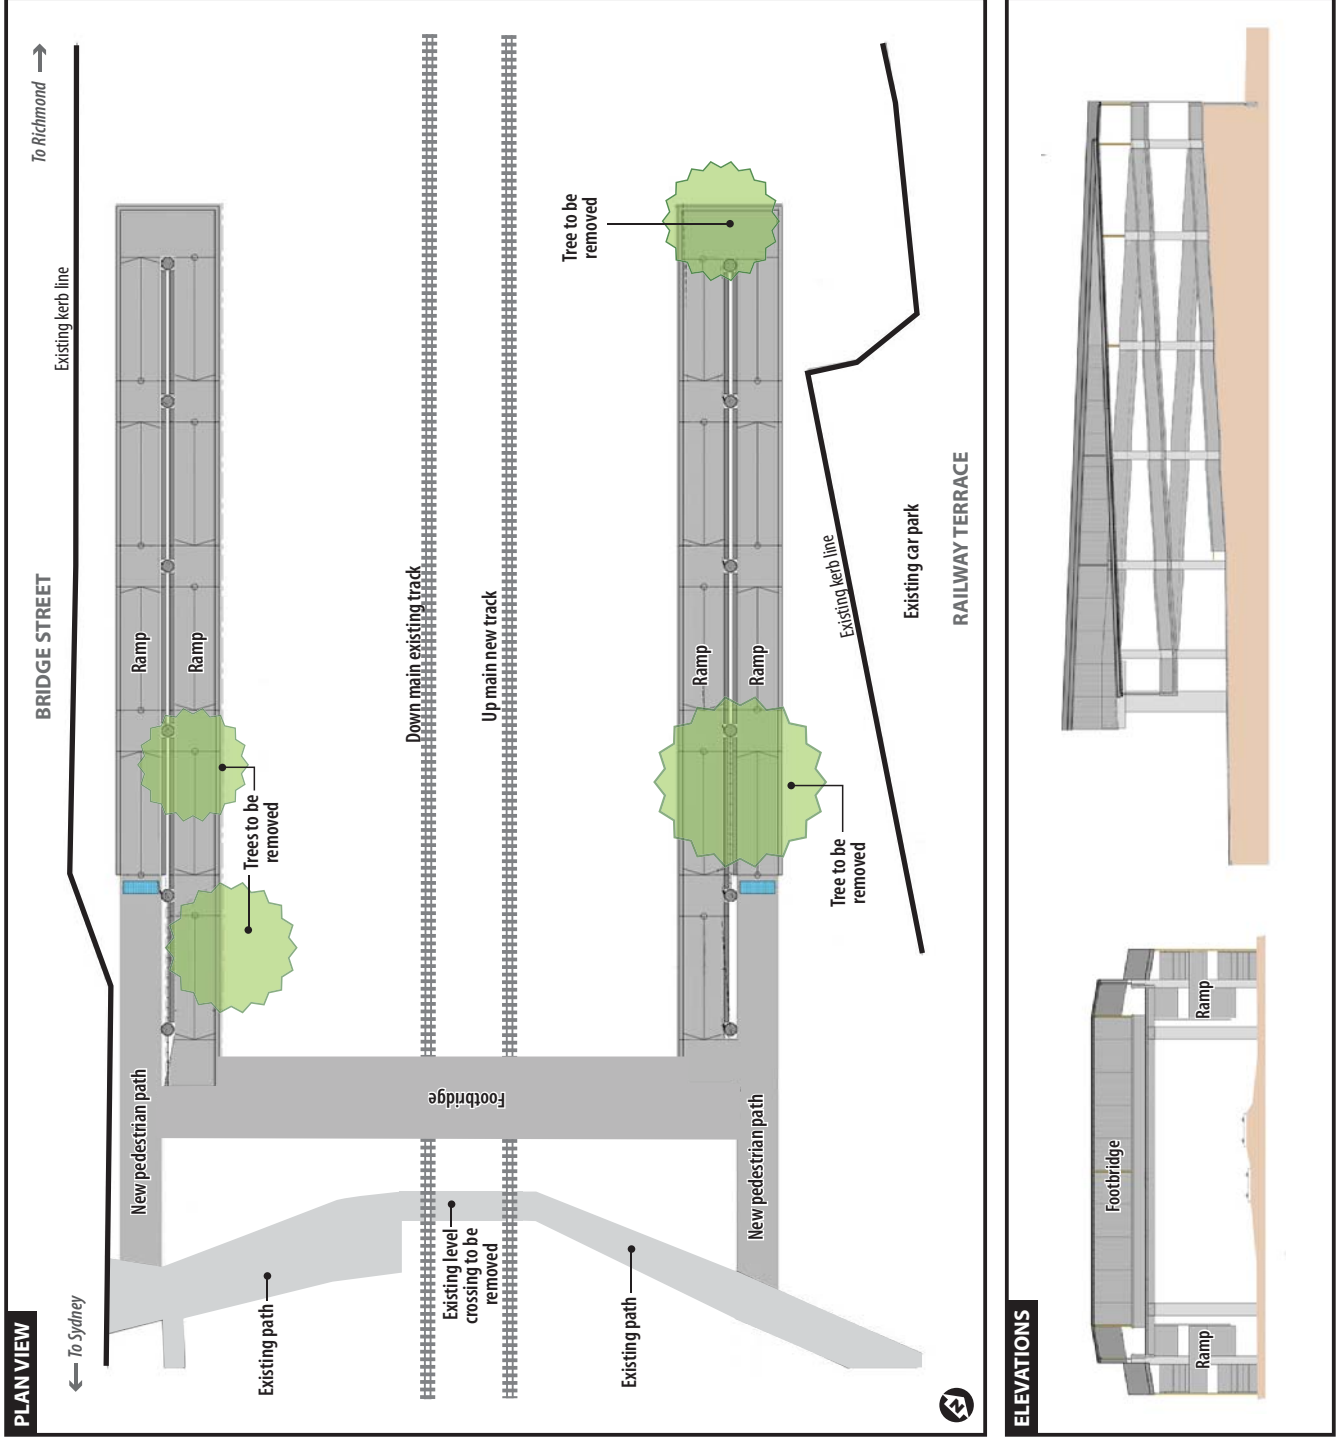 PLAN VIEW
To Sydney
To Richmond
BRIDGE STREET
Existing kerb line
Ramp
Ramp
New pedestrian path
Trees to be
removed
Existing path
Down main existing track
Up main new track
Footbridge
Existing level
crossing to be
removed
Tree to be
removed
Existing path
Ramp
Ramp
New pedestrian path
Tree to be
removed
Existing kerb line
Existing car park
RAILWAY TERRACE
N
ELEVATIONS
Ramp
Footbridge
Ramp